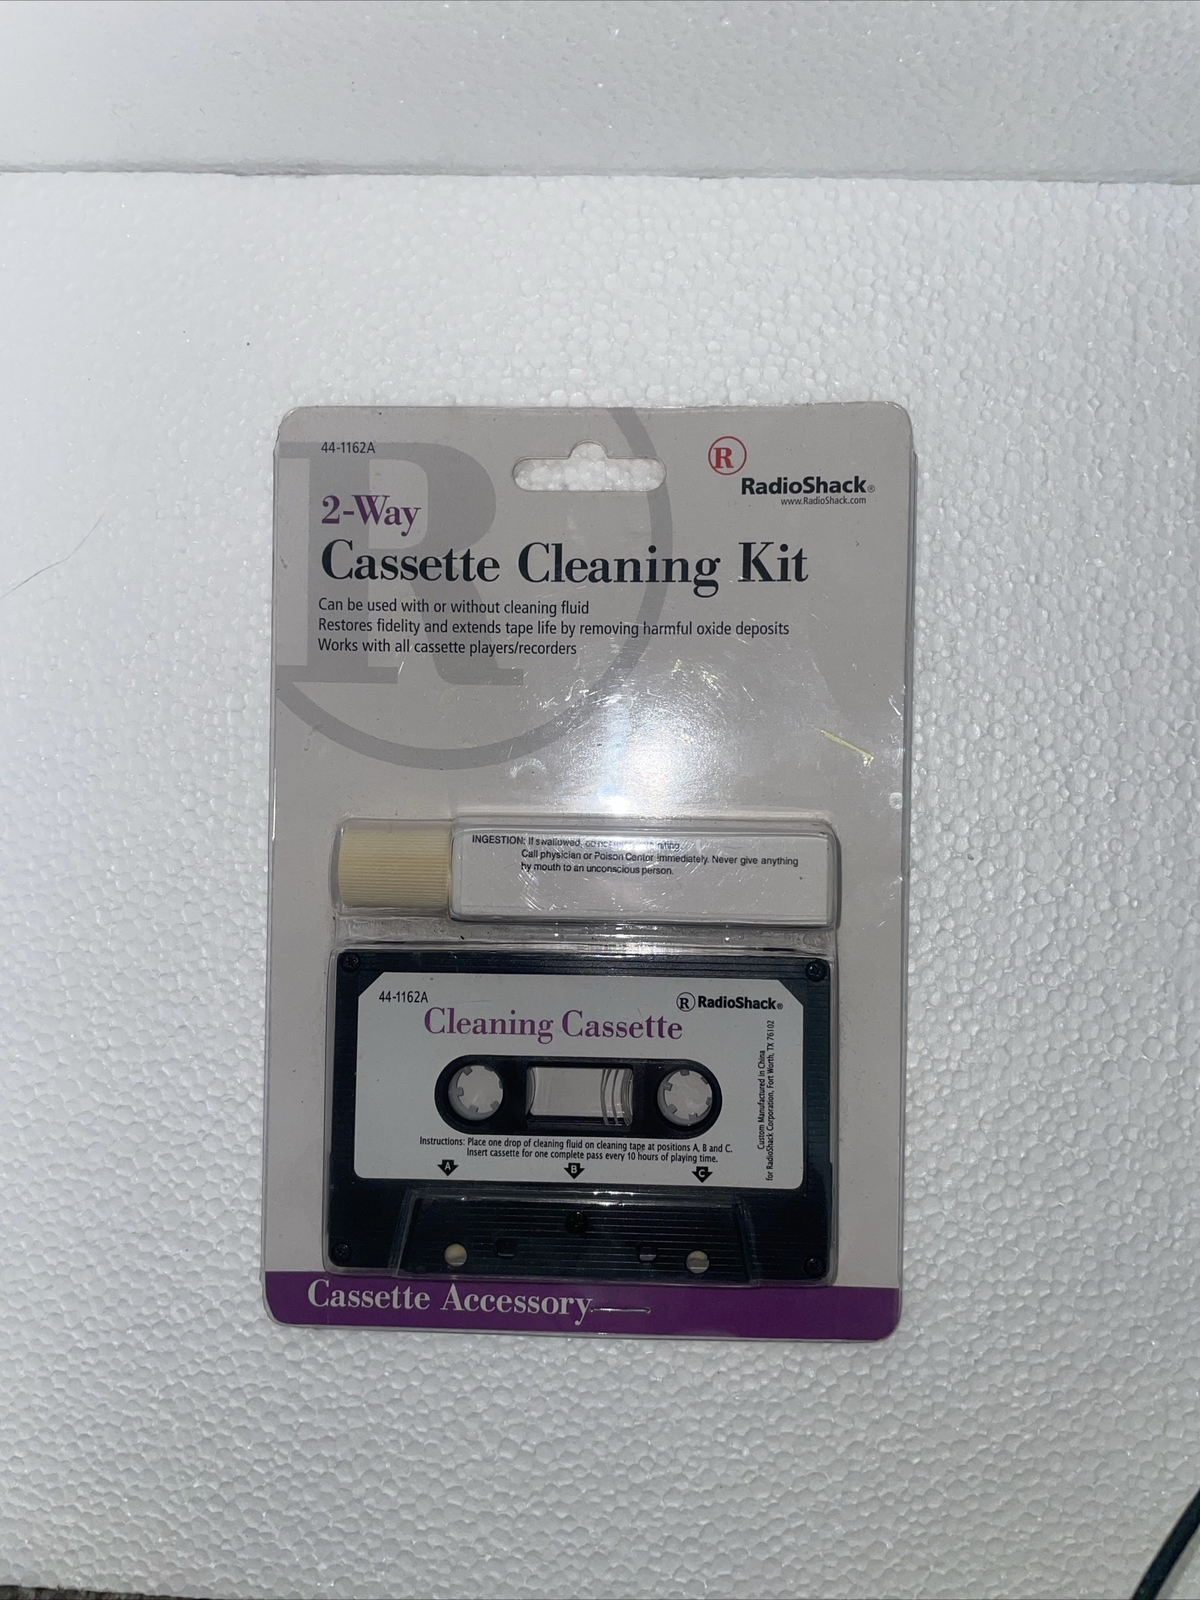 44-1162A
R
RadioShack®
www.RadioShack.com
2-Way
Cassette Cleaning Kit
Can be used with or without cleaning fluid
Restores fidelity and extends tape life by removing harmful oxide deposits
Works with all cassette players/recorders
R
INGESTION: If swallowed,
Call physician or Poison Center immediately. Never give anything
by mouth to an unconscious person.
44-1162A
R RadioShack®
Cleaning Cassette
Custom Manufactured in China
for RadioShack Corporation, Fort Worth, TX 76102
Instructions: Place one drop of cleaning fluid on cleaning tape at positions A, B and C.
Insert cassette for one complete pass every 10 hours of playing time.
A B C
Cassette Accessory